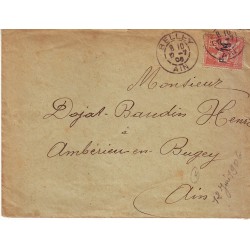 BELLEY
AIN
Monsieur
Dojat-Baudin Henri
à
Ambérieu en Bugey
Ain